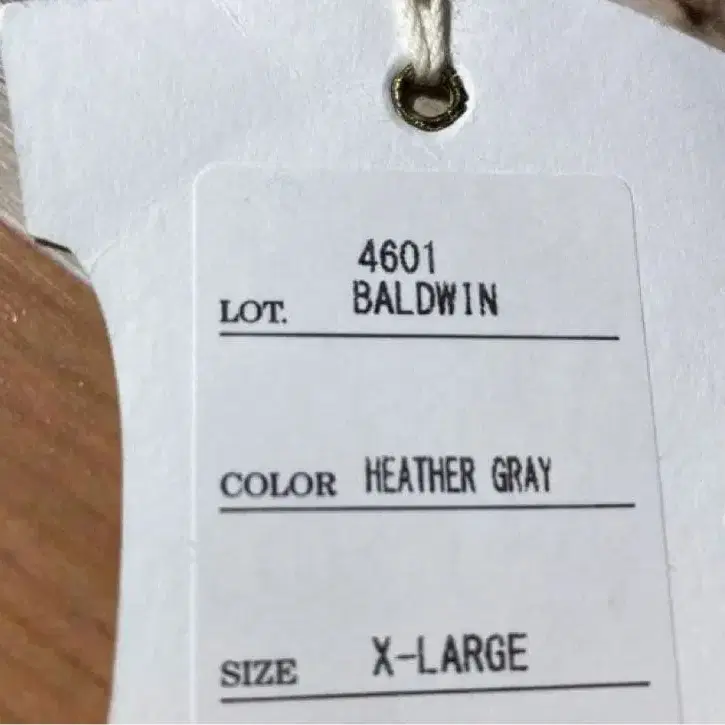 4601
LOT. BALDWIN
COLOR HEATHER GRAY
SIZE X-LARGE